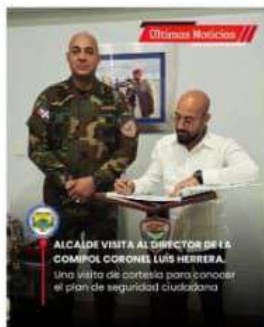 Últimas Noticias
ALCALDE VISITA AL DIRECTOR DE LA
COMIPOL CORONEL LUÍS HERRERA.
Una visita de cortesía para conocer
el plan de seguridad ciudadana